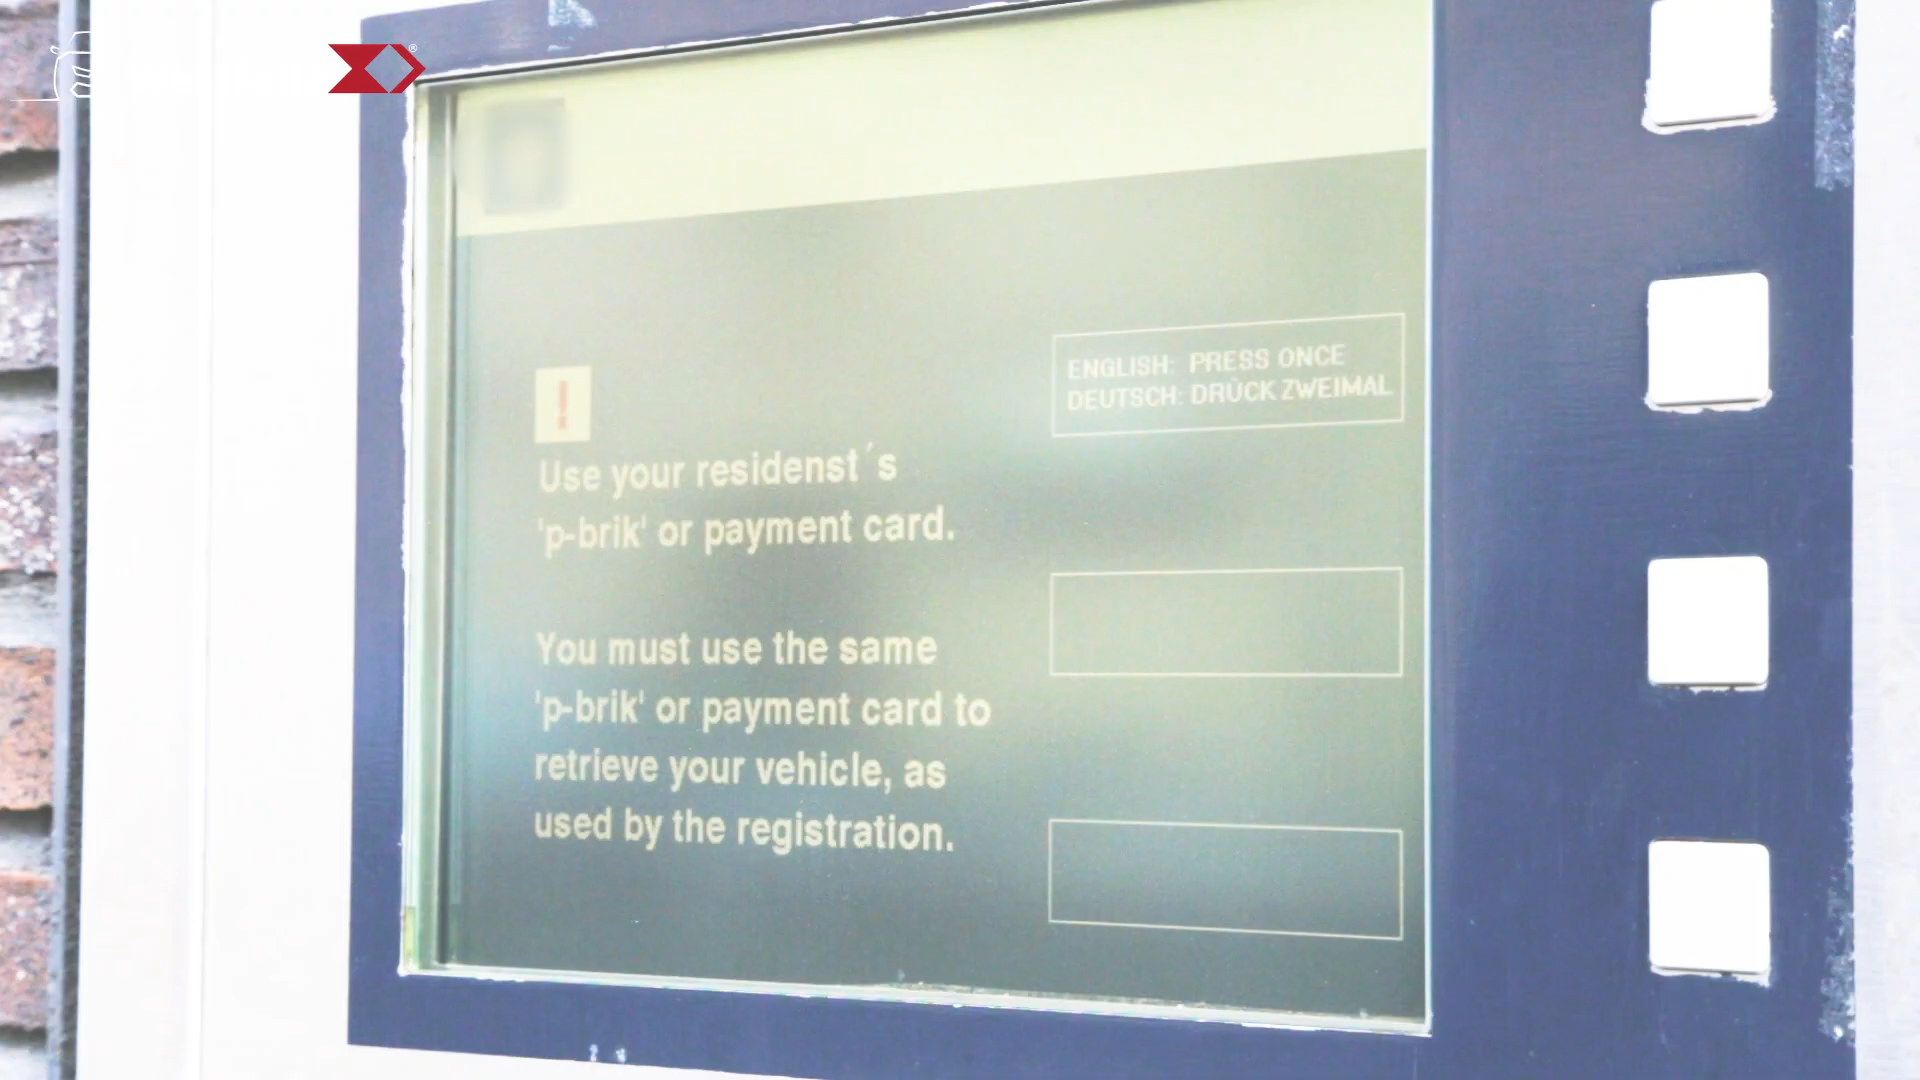 !
Use your residenst´s
'p-brik' or payment card.
You must use the same
'p-brik' or payment card to
retrieve your vehicle, as
used by the registration.
ENGLISH: PRESS ONCE
DEUTSCH: DRÜCK ZWEIMAL
®